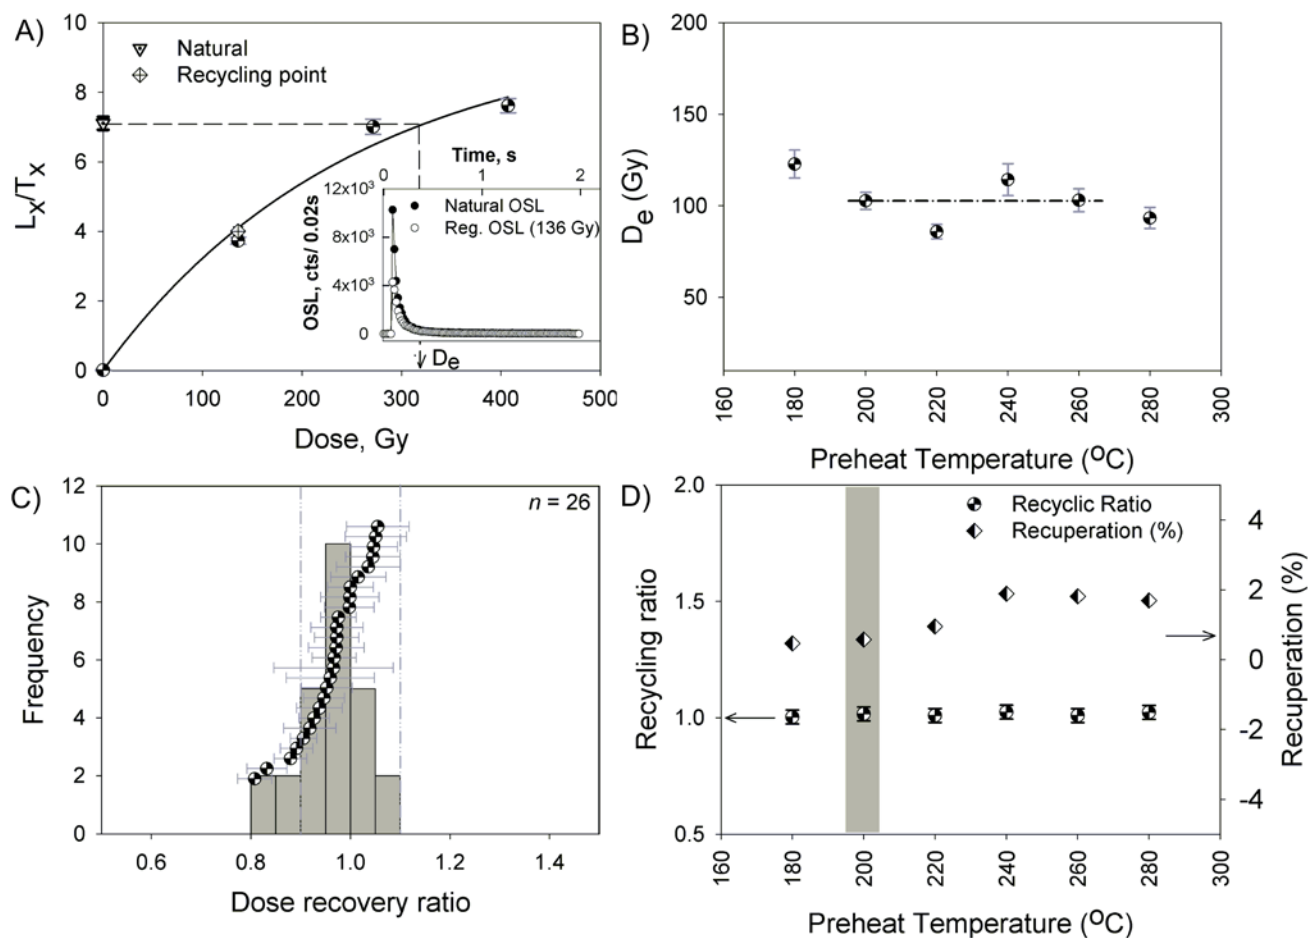 A)
10
8
6
4
2
0
Lx/Tx
Natural
Recycling point
Time, s
0 1 2
12x10³
8x10³
4x10³
0
OSL, cts/ 0.02s
Natural OSL
Reg. OSL (136 Gy)
De
0 100 200 300 400 500
Dose, Gy
B)
200
150
100
50
De (Gy)
160 180 200 220 240 260 280 300
Preheat Temperature (ºC)
C)
12
10
8
6
4
2
0
Frequency
n = 26
0.6 0.8 1.0 1.2 1.4
Dose recovery ratio
D)
2.0
1.5
1.0
0.5
Recycling ratio
Recyclic Ratio
Recuperation (%)
4
2
0
-2
-4
Recuperation (%)
160 180 200 220 240 260 280 300
Preheat Temperature (ºC)